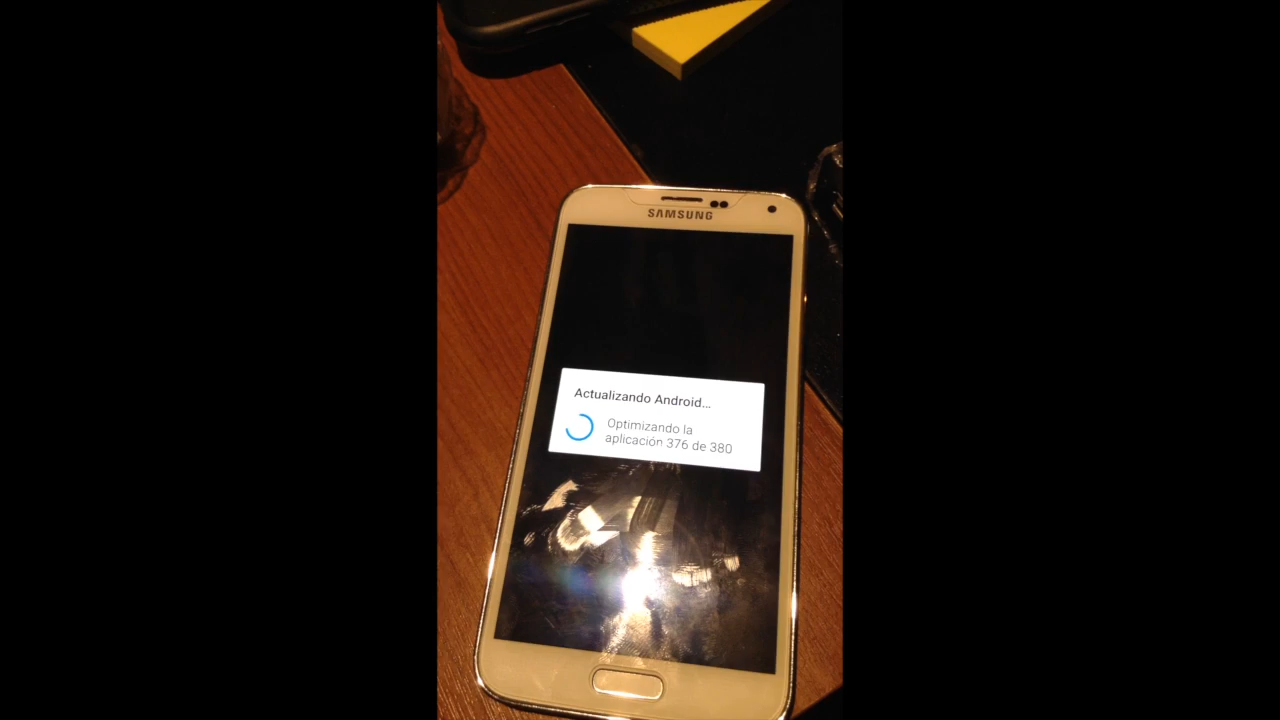 SAMSUNG
Actualizando Android...
Optimizando la
aplicación 376 de 380